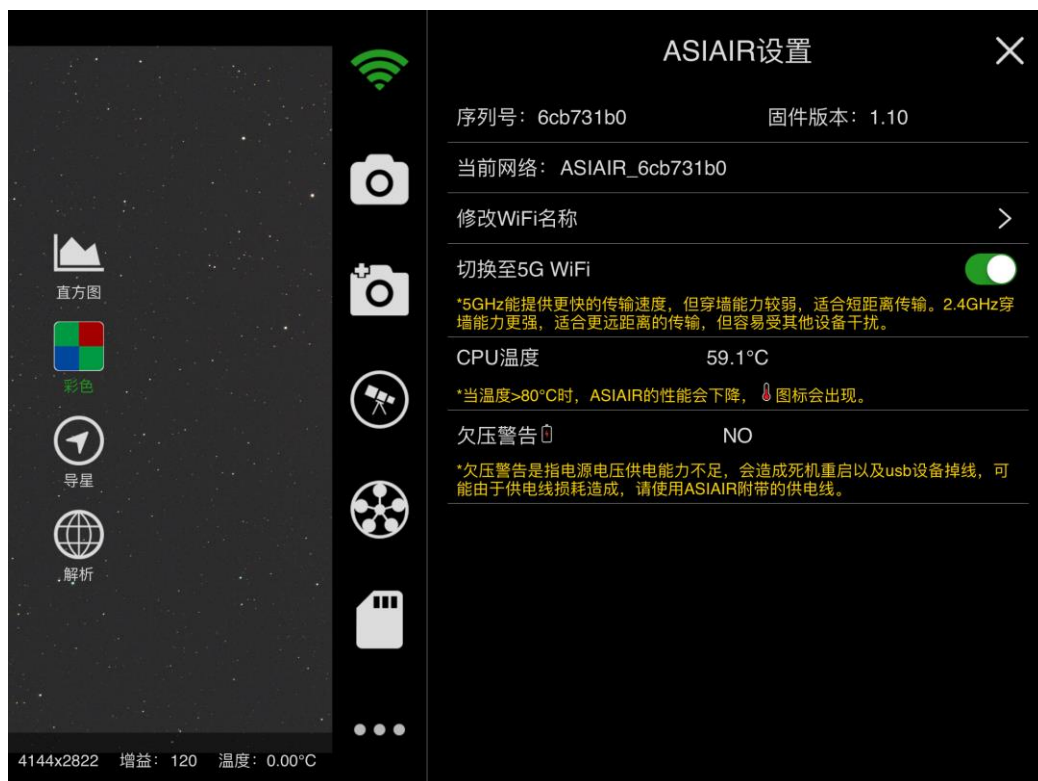 直方图
彩色
导星
解析
4144x2822 增益：120 温度：0.00°C
ASIAIR设置
序列号：6cb731b0 固件版本：1.10
当前网络：ASIAIR_6cb731b0
修改WiFi名称
切换至5G WiFi
*5GHz能提供更快的传输速度，但穿墙能力较弱，适合短距离传输。2.4GHz穿
墙能力更强，适合更远距离的传输，但容易受其他设备干扰。
CPU温度 59.1°C
*当温度>80°C时，ASIAIR的性能会下降，图标会出现。
欠压警告 NO
*欠压警告是指电源电压供电能力不足，会造成死机重启以及usb设备掉线，可
能由于供电线损耗造成，请使用ASIAIR附带的供电线。